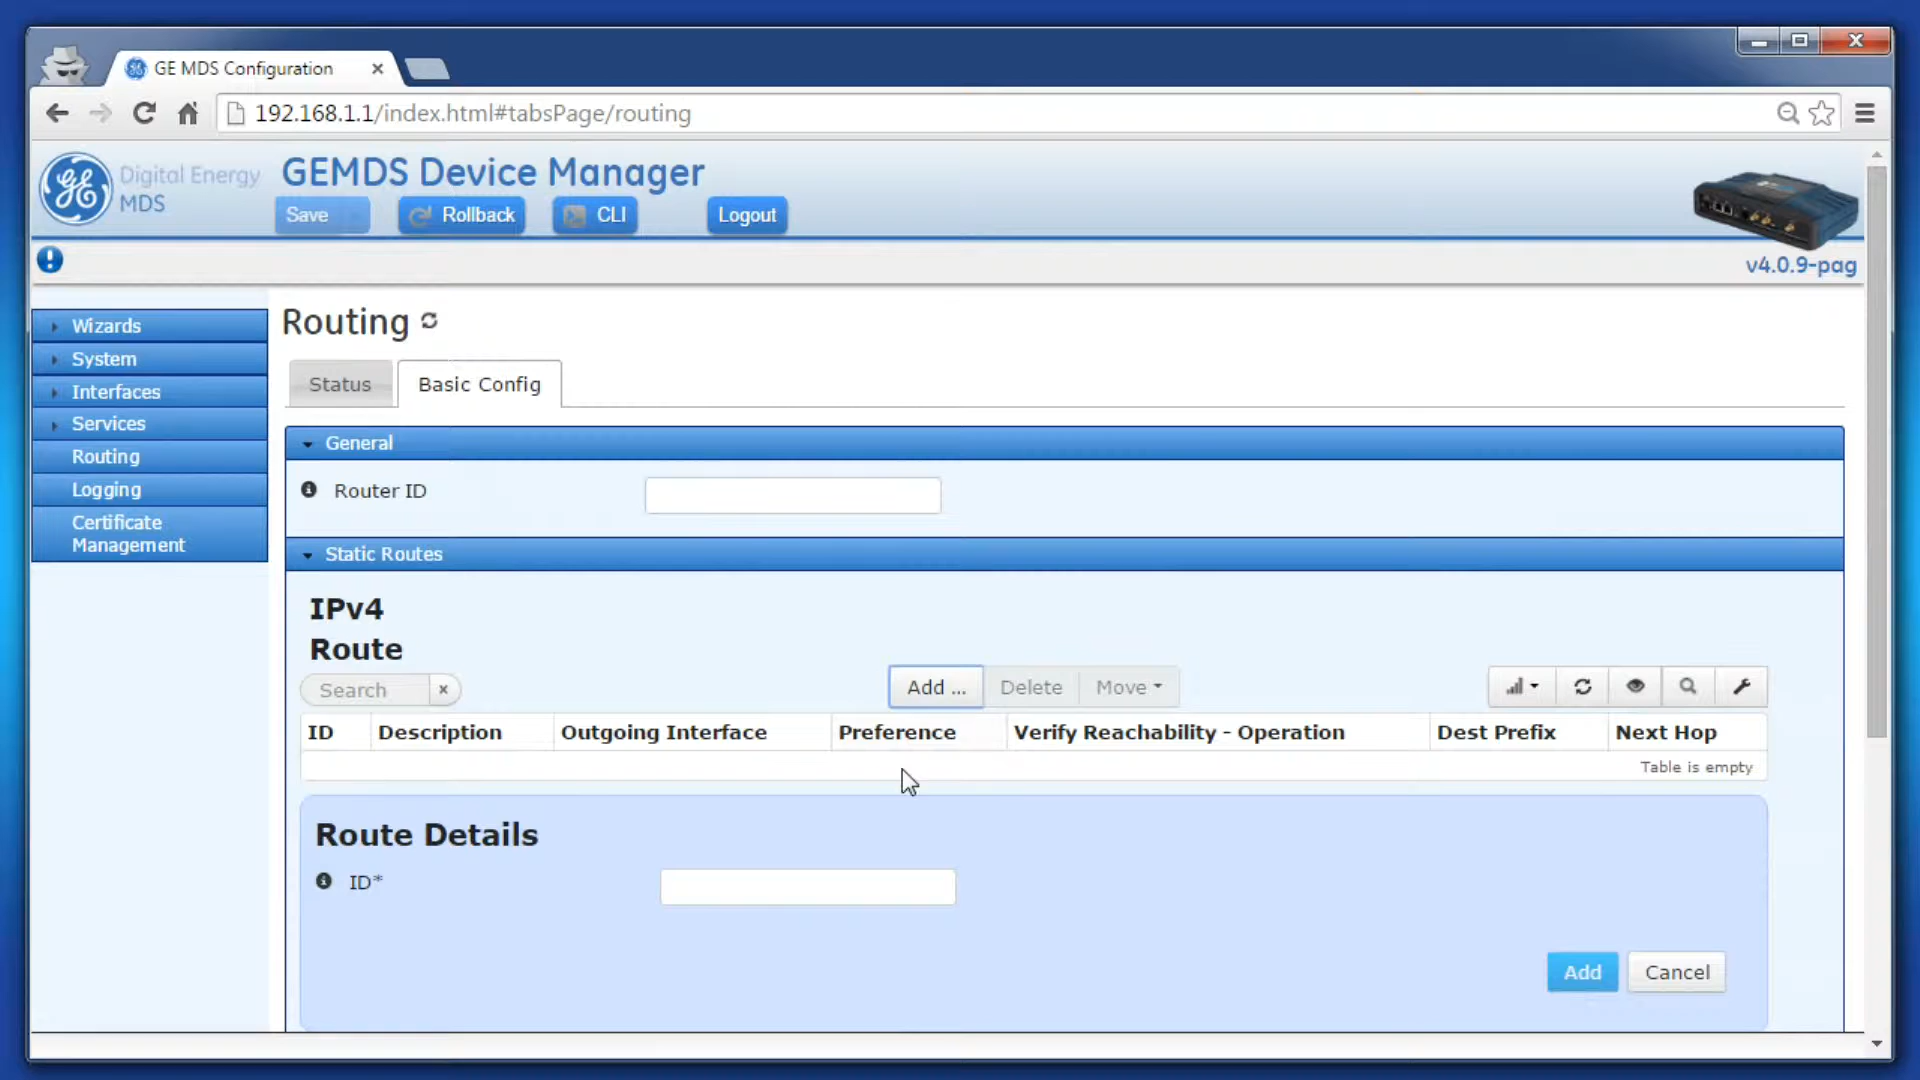 GE MDS Configuration
192.168.1.1/index.html#tabsPage/routing
Digital Energy
MDS
GEMDS Device Manager
Save
Rollback
CLI
Logout
v4.0.9-pag
Wizards
System
Interfaces
Services
Routing
Logging
Certificate
Management
Routing
Status
Basic Config
General
Router ID
Static Routes
IPv4
Route
Search
Add ...
Delete
Move
ID
Description
Outgoing Interface
Preference
Verify Reachability - Operation
Dest Prefix
Next Hop
Table is empty
Route Details
ID*
Add
Cancel